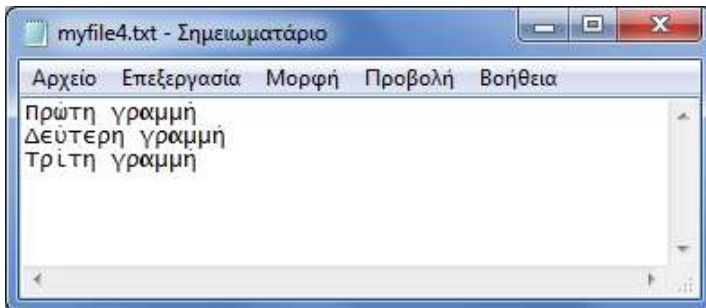 myfile4.txt - Σημειωματάριο
Αρχείο Επεξεργασία Μορφή Προβολή Βοήθεια
Πρώτη γραμμή
Δεύτερη γραμμή
Τρίτη γραμμή